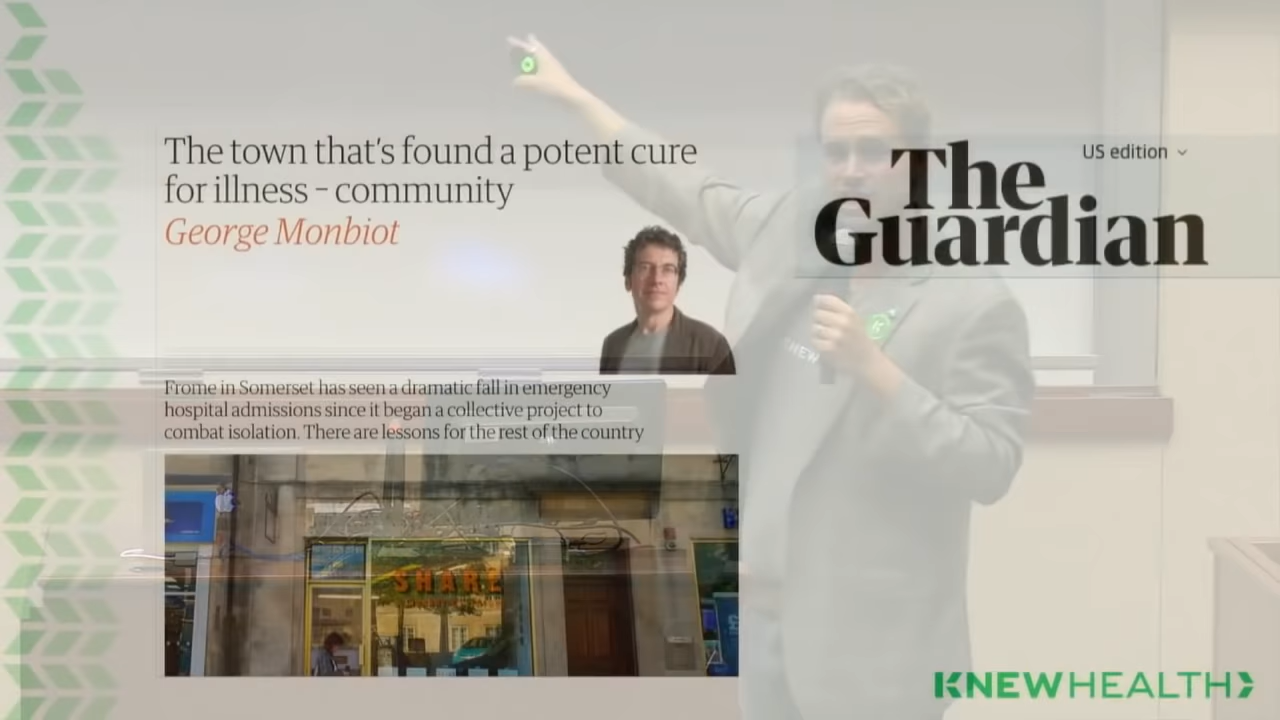 The town that's found a potent cure
for illness – community
George Monbiot
US edition
The
Guardian
Frome in Somerset has seen a dramatic fall in emergency
hospital admissions since it began a collective project to
combat isolation. There are lessons for the rest of the country
SHARE
KNEW
KNEWHEALTH